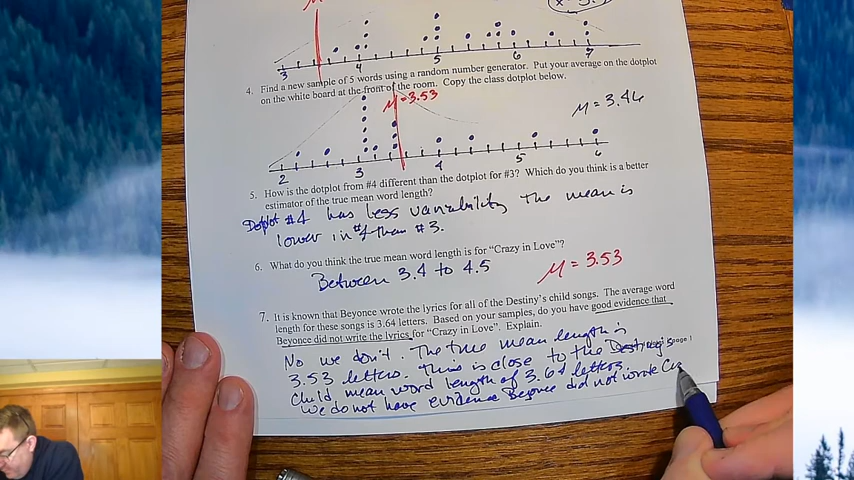 3 4 5 6 7
4. Find a new sample of 5 words using a random number generator. Put your average on the dotplot
on the white board at the front of the room. Copy the class dotplot below.
μ = 3.53
μ = 3.46
2 3 4 5 6
5. How is the dotplot from #4 different than the dotplot for #3? Which do you think is a better
estimator of the true mean word length?
Dotplot #4 has less variability The mean is
lower in #4 than #3.
6. What do you think the true mean word length is for “Crazy in Love”?
Between 3.4 to 4.5
μ = 3.53
7. It is known that Beyonce wrote the lyrics for all of the Destiny's child songs. The average word
length for these songs is 3.64 letters. Based on your samples, do you have good evidence that
Beyonce did not write the lyrics for “Crazy in Love”. Explain.
No we don't. The true mean length is
3.53 letters. This is close to the Destiny's
child mean word length of 3.64 letters.
We do not have evidence Beyonce did not wrote